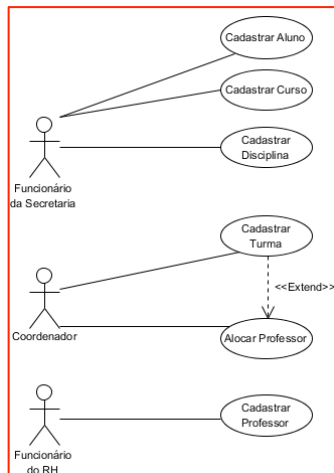 Cadastrar Aluno
Cadastrar Curso
Cadastrar
Disciplina
Funcionário
da Secretaria
Cadastrar
Turma
<<Extend>>
Coordenador
Alocar Professor
Cadastrar
Professor
Funcionário
do RH